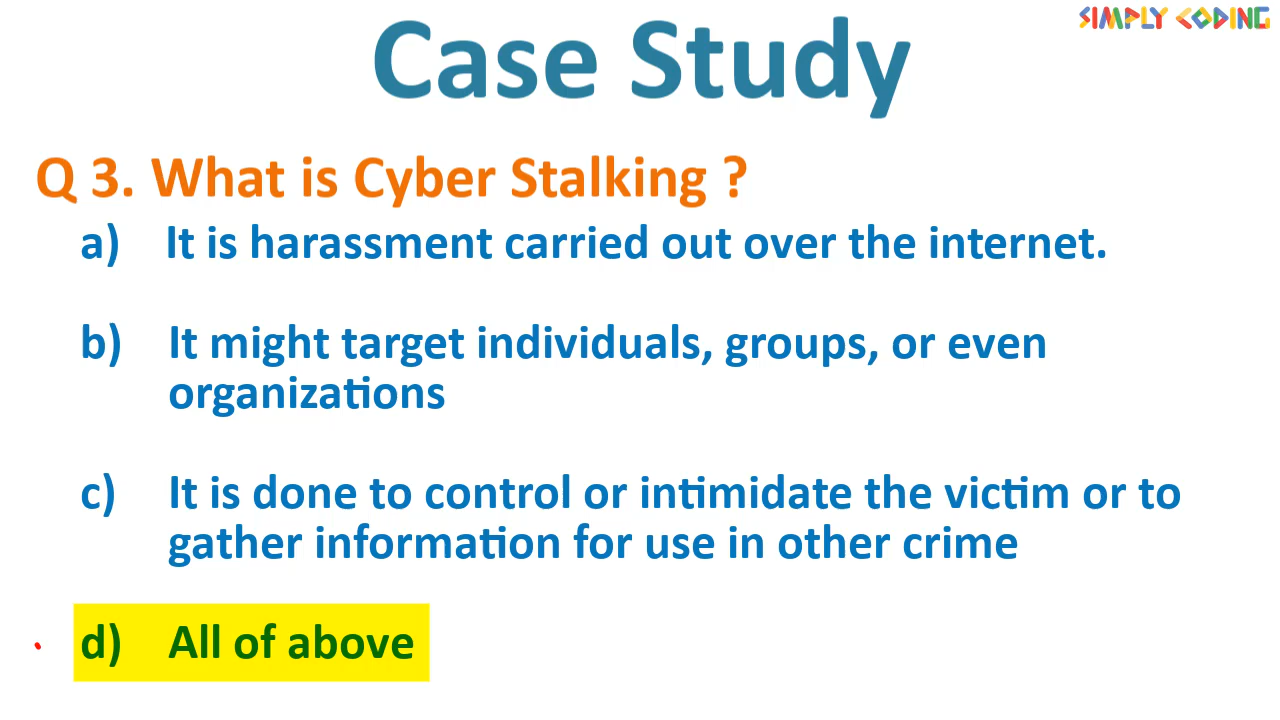 SIMPLY CODING
Case Study
Q 3. What is Cyber Stalking ?
a) It is harassment carried out over the internet.
b) It might target individuals, groups, or even
organizations
c) It is done to control or intimidate the victim or to
gather information for use in other crime
d) All of above